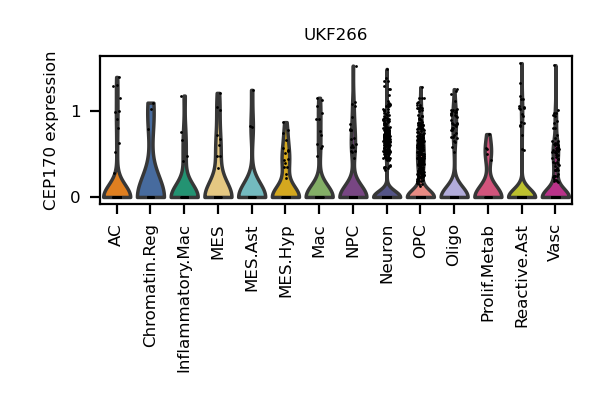 UKF266
CEP170 expression
1
0
AC
Chromatin.Reg
Inflammatory.Mac
MES
MES.Ast
MES.Hyp
Mac
NPC
Neuron
OPC
Oligo
Prolif.Metab
Reactive.Ast
Vasc